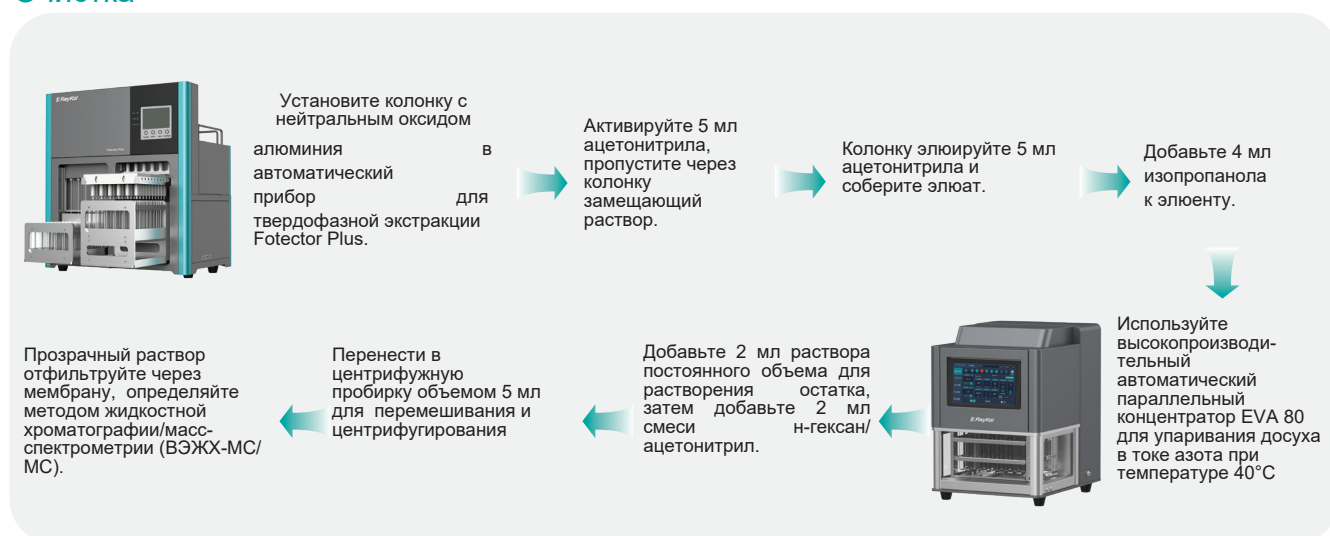 Очистка
RayKol
Установите колонку с
нейтральным оксидом
алюминия в
автоматический
прибор для
твердофазной экстракции
Fotector Plus.
Активируйте 5 мл
ацетонитрила,
пропустите через
колонку
замещающий
раствор.
Колонку элюируйте 5 мл
ацетонитрила и
соберите элюат.
Добавьте 4 мл
изопропанола
к элюенту.
Используйте
высокопроизводи-
тельный
автоматический
параллельный
концентратор EVA 80
для упаривания досуха
в токе азота при
температуре 40°C
RayKol
Добавьте 2 мл раствора
постоянного объема для
растворения остатка,
затем добавьте 2 мл
смеси н-гексан/
ацетонитрил.
Перенести в
центрифужную
пробирку объемом 5 мл
для перемешивания и
центрифугирования
Прозрачный раствор
отфильтруйте через
мембрану, определяйте
методом жидкостной
хроматографии/масс-
спектрометрии (ВЭЖХ-МС/
МС).